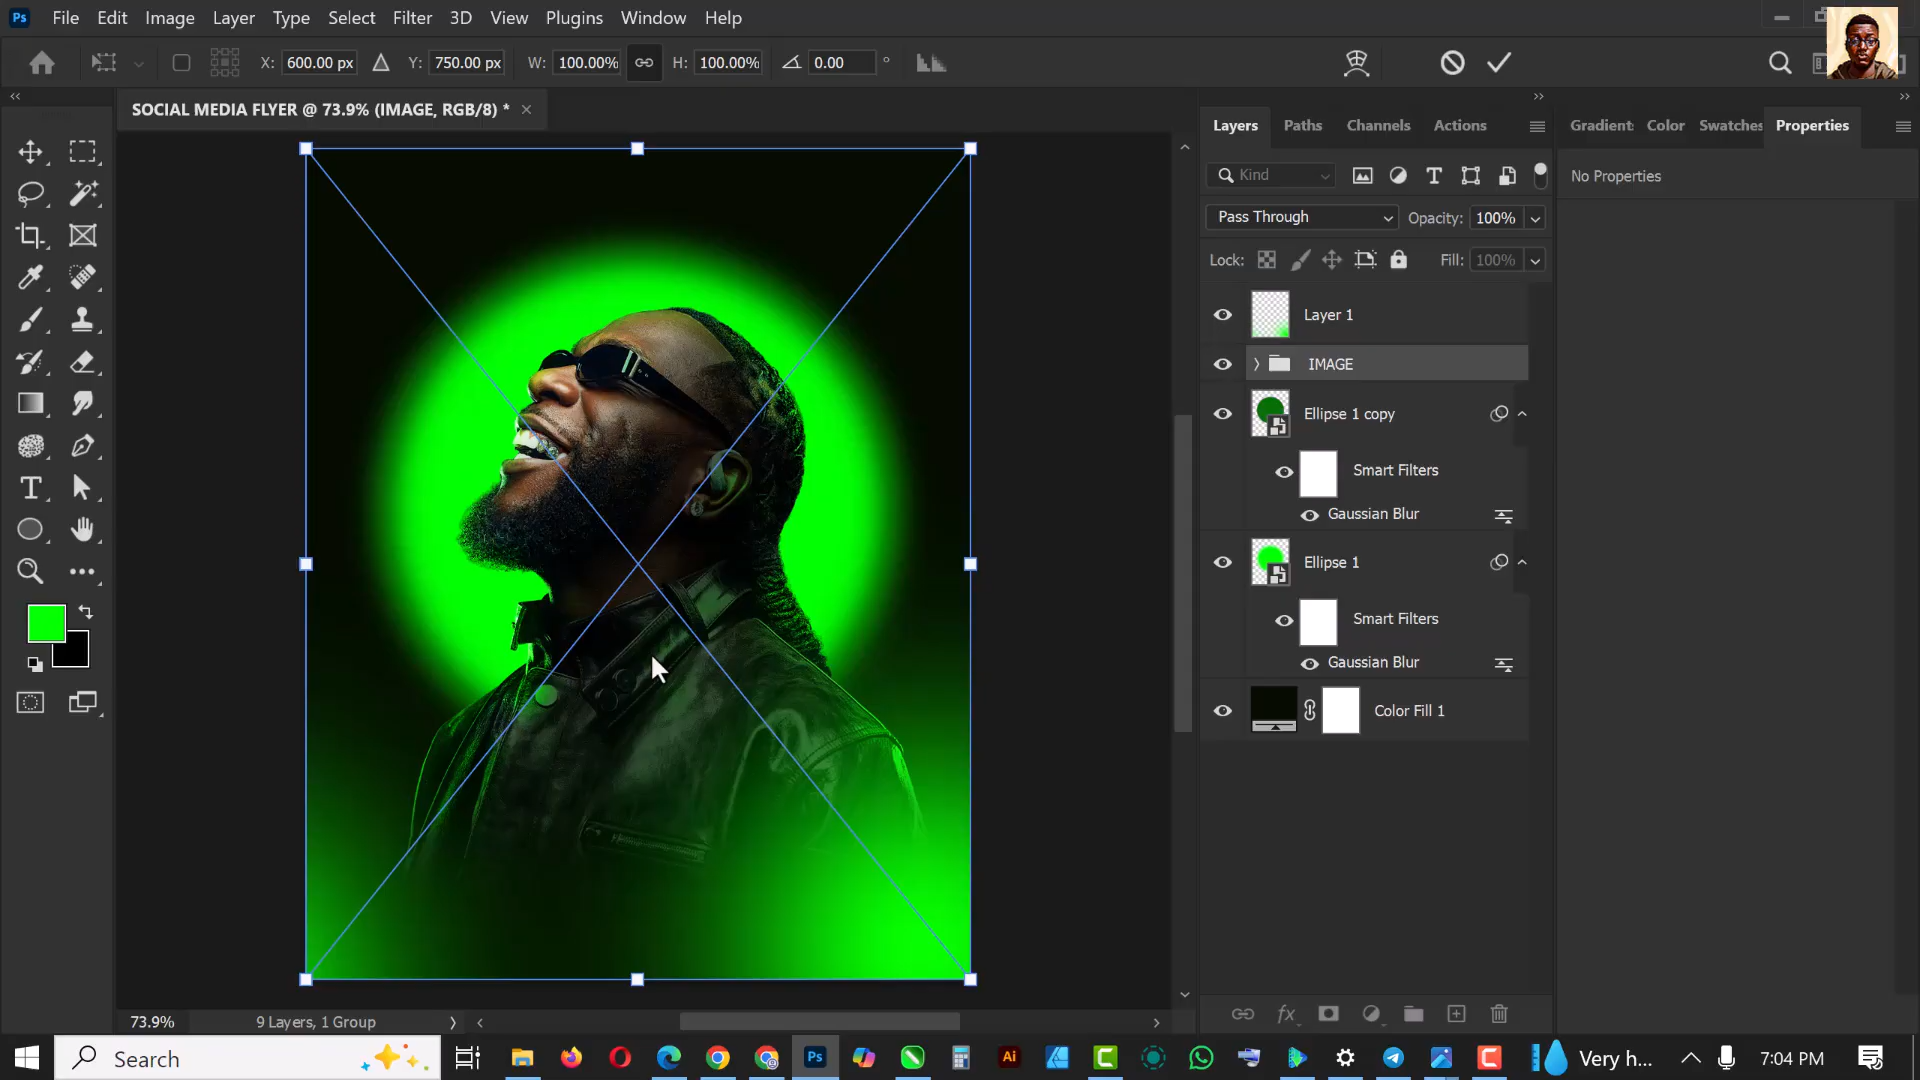 Ps File Edit Image Layer Type Select Filter 3D View Plugins Window Help
X: 600.00 px Y: 750.00 px W: 100.00% H: 100.00% 0.00 °
SOCIAL MEDIA FLYER @ 73.9% (IMAGE, RGB/8) * ×
Layers Paths Channels Actions
Gradient: Color Swatches Properties
Kind
No Properties
Pass Through Opacity: 100%
Lock: Fill: 100%
Layer 1
IMAGE
Ellipse 1 copy
Smart Filters
Gaussian Blur
Ellipse 1
Smart Filters
Gaussian Blur
Color Fill 1
73.9% 9 Layers, 1 Group
Search
Ps
Ai
Very h...
7:04 PM